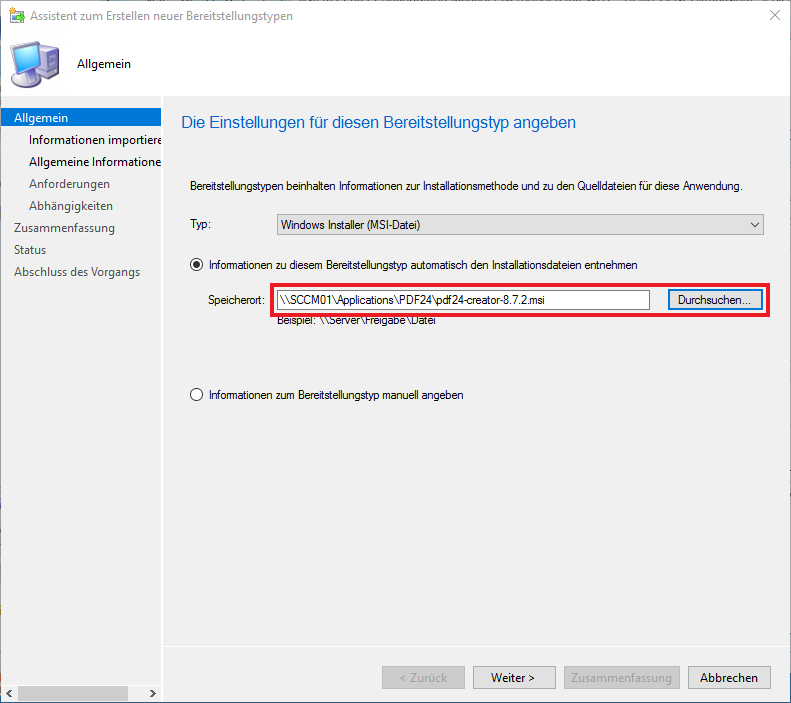 Assistent zum Erstellen neuer Bereitstellungstypen
Allgemein
Allgemein
Informationen importiere
Allgemeine Informatione
Anforderungen
Abhängigkeiten
Zusammenfassung
Status
Abschluss des Vorgangs
Die Einstellungen für diesen Bereitstellungstyp angeben
Bereitstellungstypen beinhalten Informationen zur Installationsmethode und zu den Quelldateien für diese Anwendung.
Typ: Windows Installer (MSI-Datei)
Informationen zu diesem Bereitstellungstyp automatisch den Installationsdateien entnehmen
Speicherort: \\SCCM01\Applications\PDF24\pdf24-creator-8.7.2.msi Durchsuchen...
Beispiel: \\Server\Freigabe\Datei
Informationen zum Bereitstellungstyp manuell angeben
< Zurück Weiter > Zusammenfassung Abbrechen